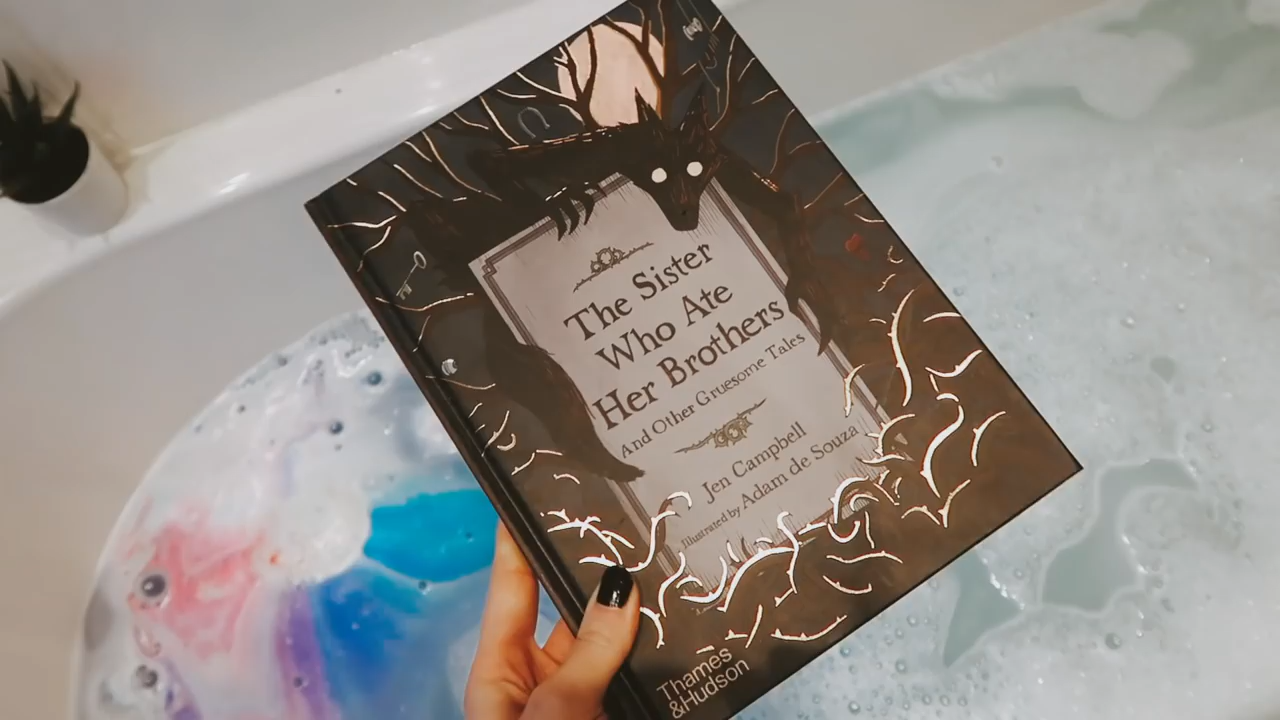 The Sister
Who Ate
Her Brothers
And Other Gruesome Tales
Jen Campbell
Illustrated by Adam de Souza
Thames
&Hudson